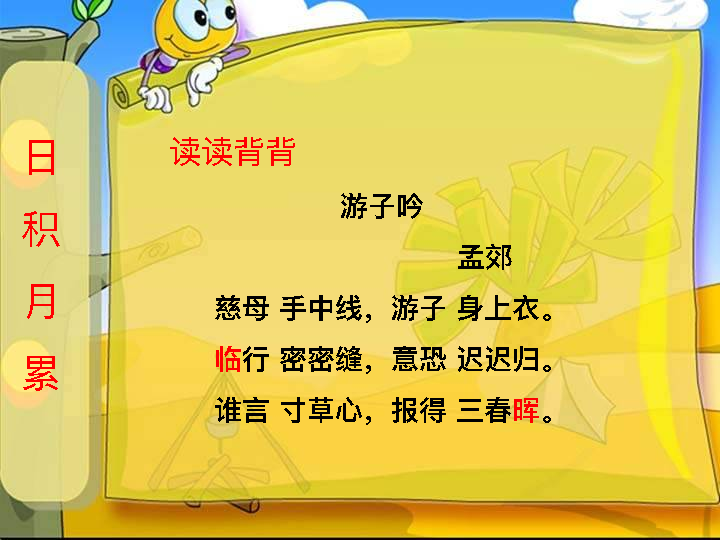 日积月累
读读背背
游子吟
孟郊
慈母 手中线，游子 身上衣。
临行 密密缝，意恐 迟迟归。
谁言 寸草心，报得 三春晖。